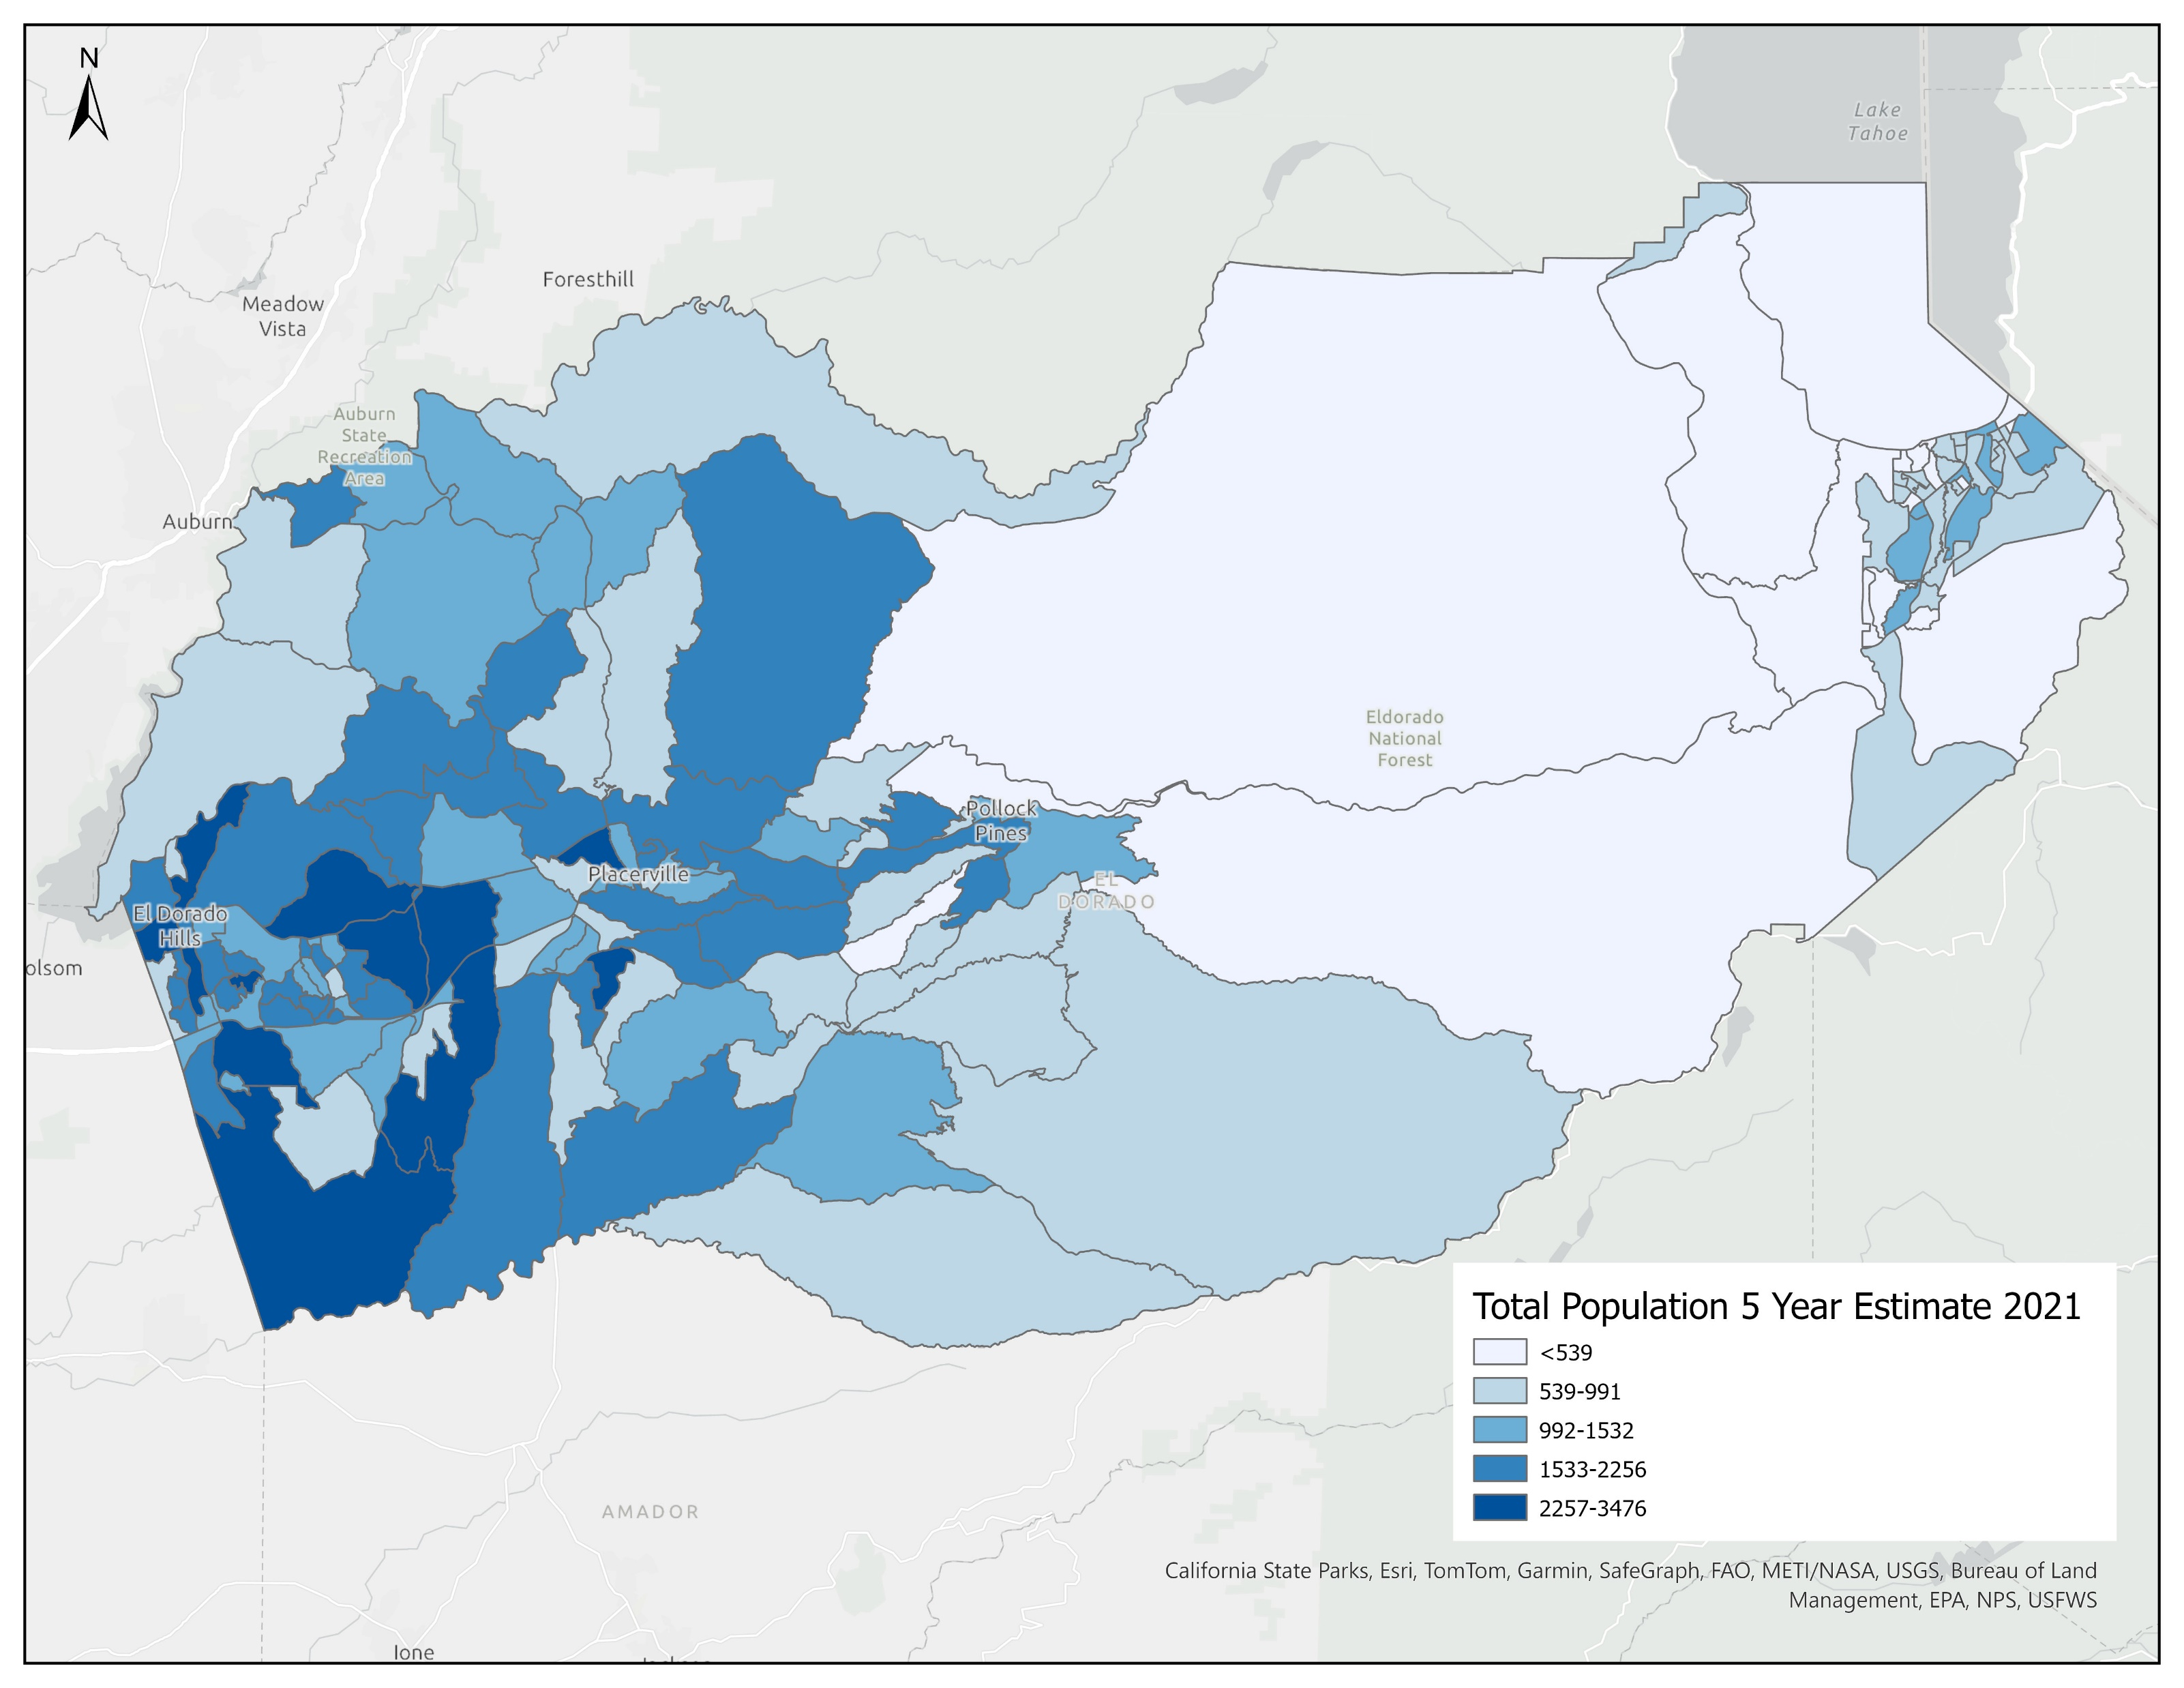 N
Lake
Tahoe
Foresthill
Meadow
Vista
Auburn
State
Recreation
Area
Auburn
Eldorado
National
Forest
Pollock
Pines
Placerville
EL
DORADO
El Dorado
Hills
olsom
Total Population 5 Year Estimate 2021
<539
539-991
992-1532
1533-2256
2257-3476
AMADOR
California State Parks, Esri, TomTom, Garmin, SafeGraph, FAO, METI/NASA, USGS, Bureau of Land
Management, EPA, NPS, USFWS
Ione